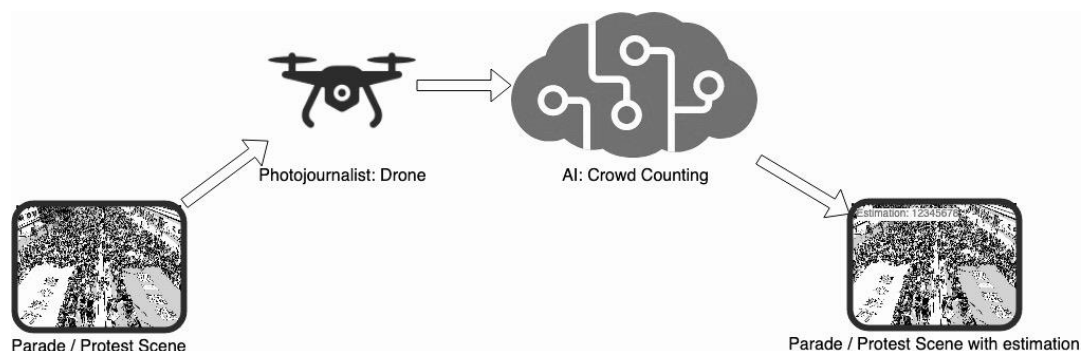 Photojournalist: Drone
AI: Crowd Counting
Estimation: 12345678
Parade / Protest Scene
Parade / Protest Scene with estimation